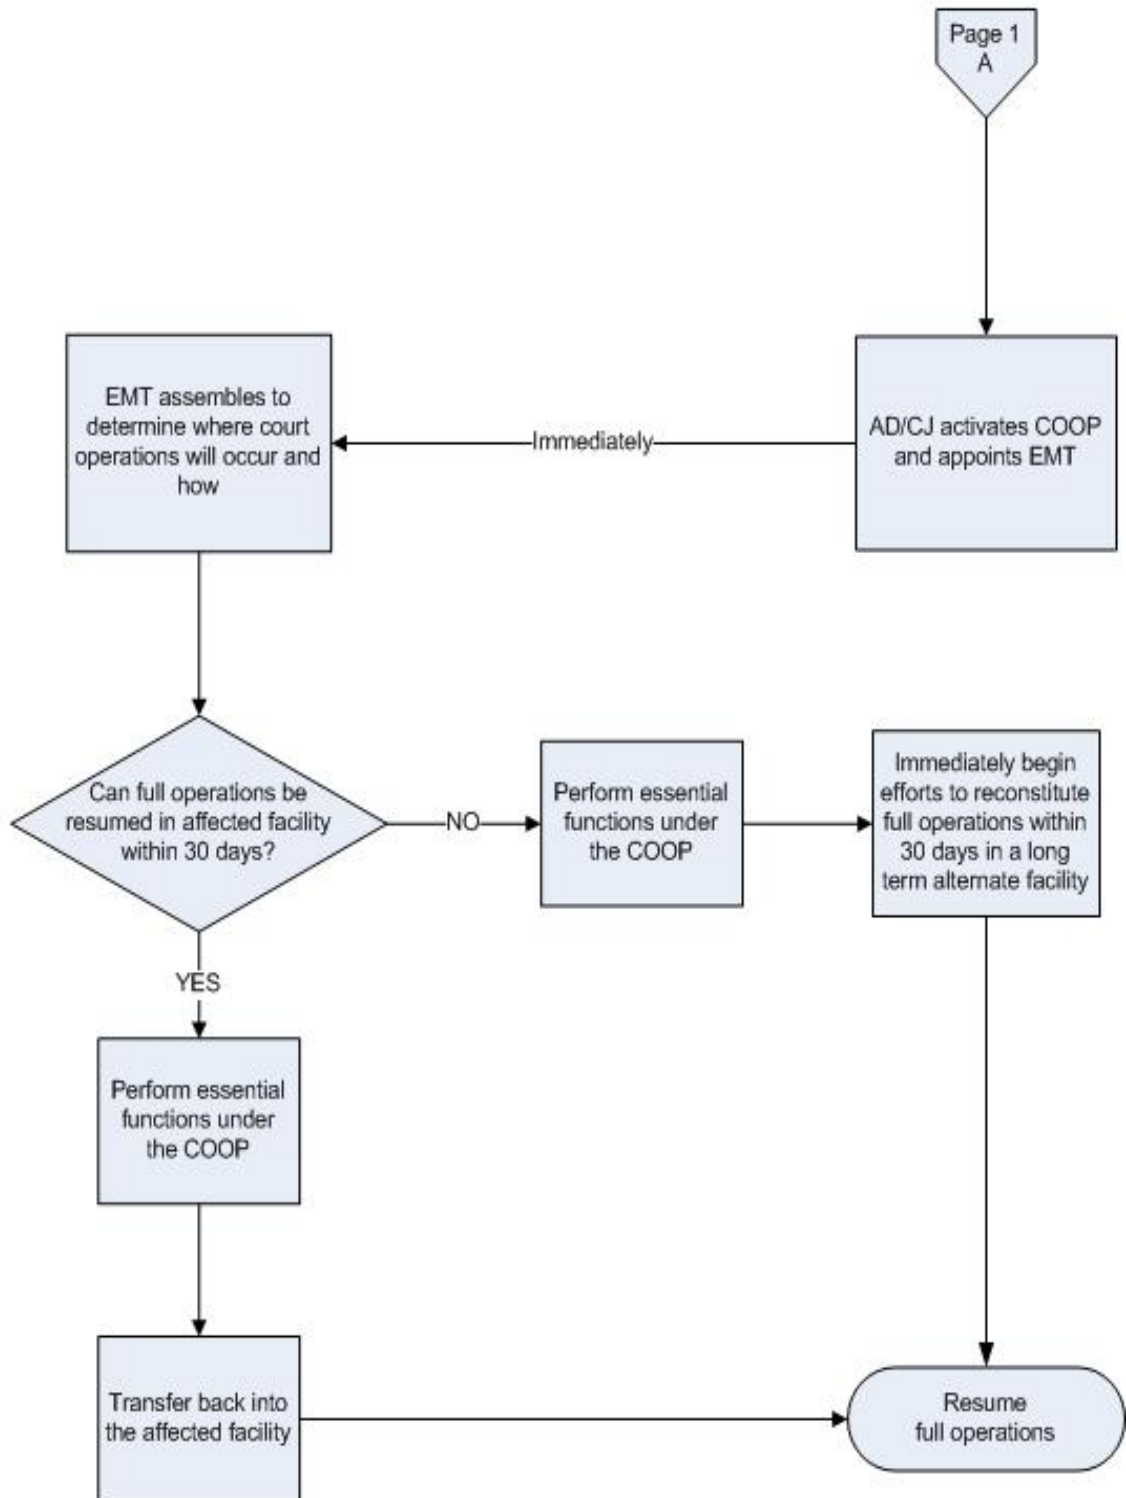 Page 1
A
EMT assembles to
determine where court
operations will occur and
how
Immediately
AD/CJ activates COOP
and appoints EMT
Can full operations be
resumed in affected facility
within 30 days?
NO
Perform essential
functions under
the COOP
Immediately begin
efforts to reconstitute
full operations within
30 days in a long
term alternate facility
YES
Perform essential
functions under
the COOP
Transfer back into
the affected facility
Resume
full operations